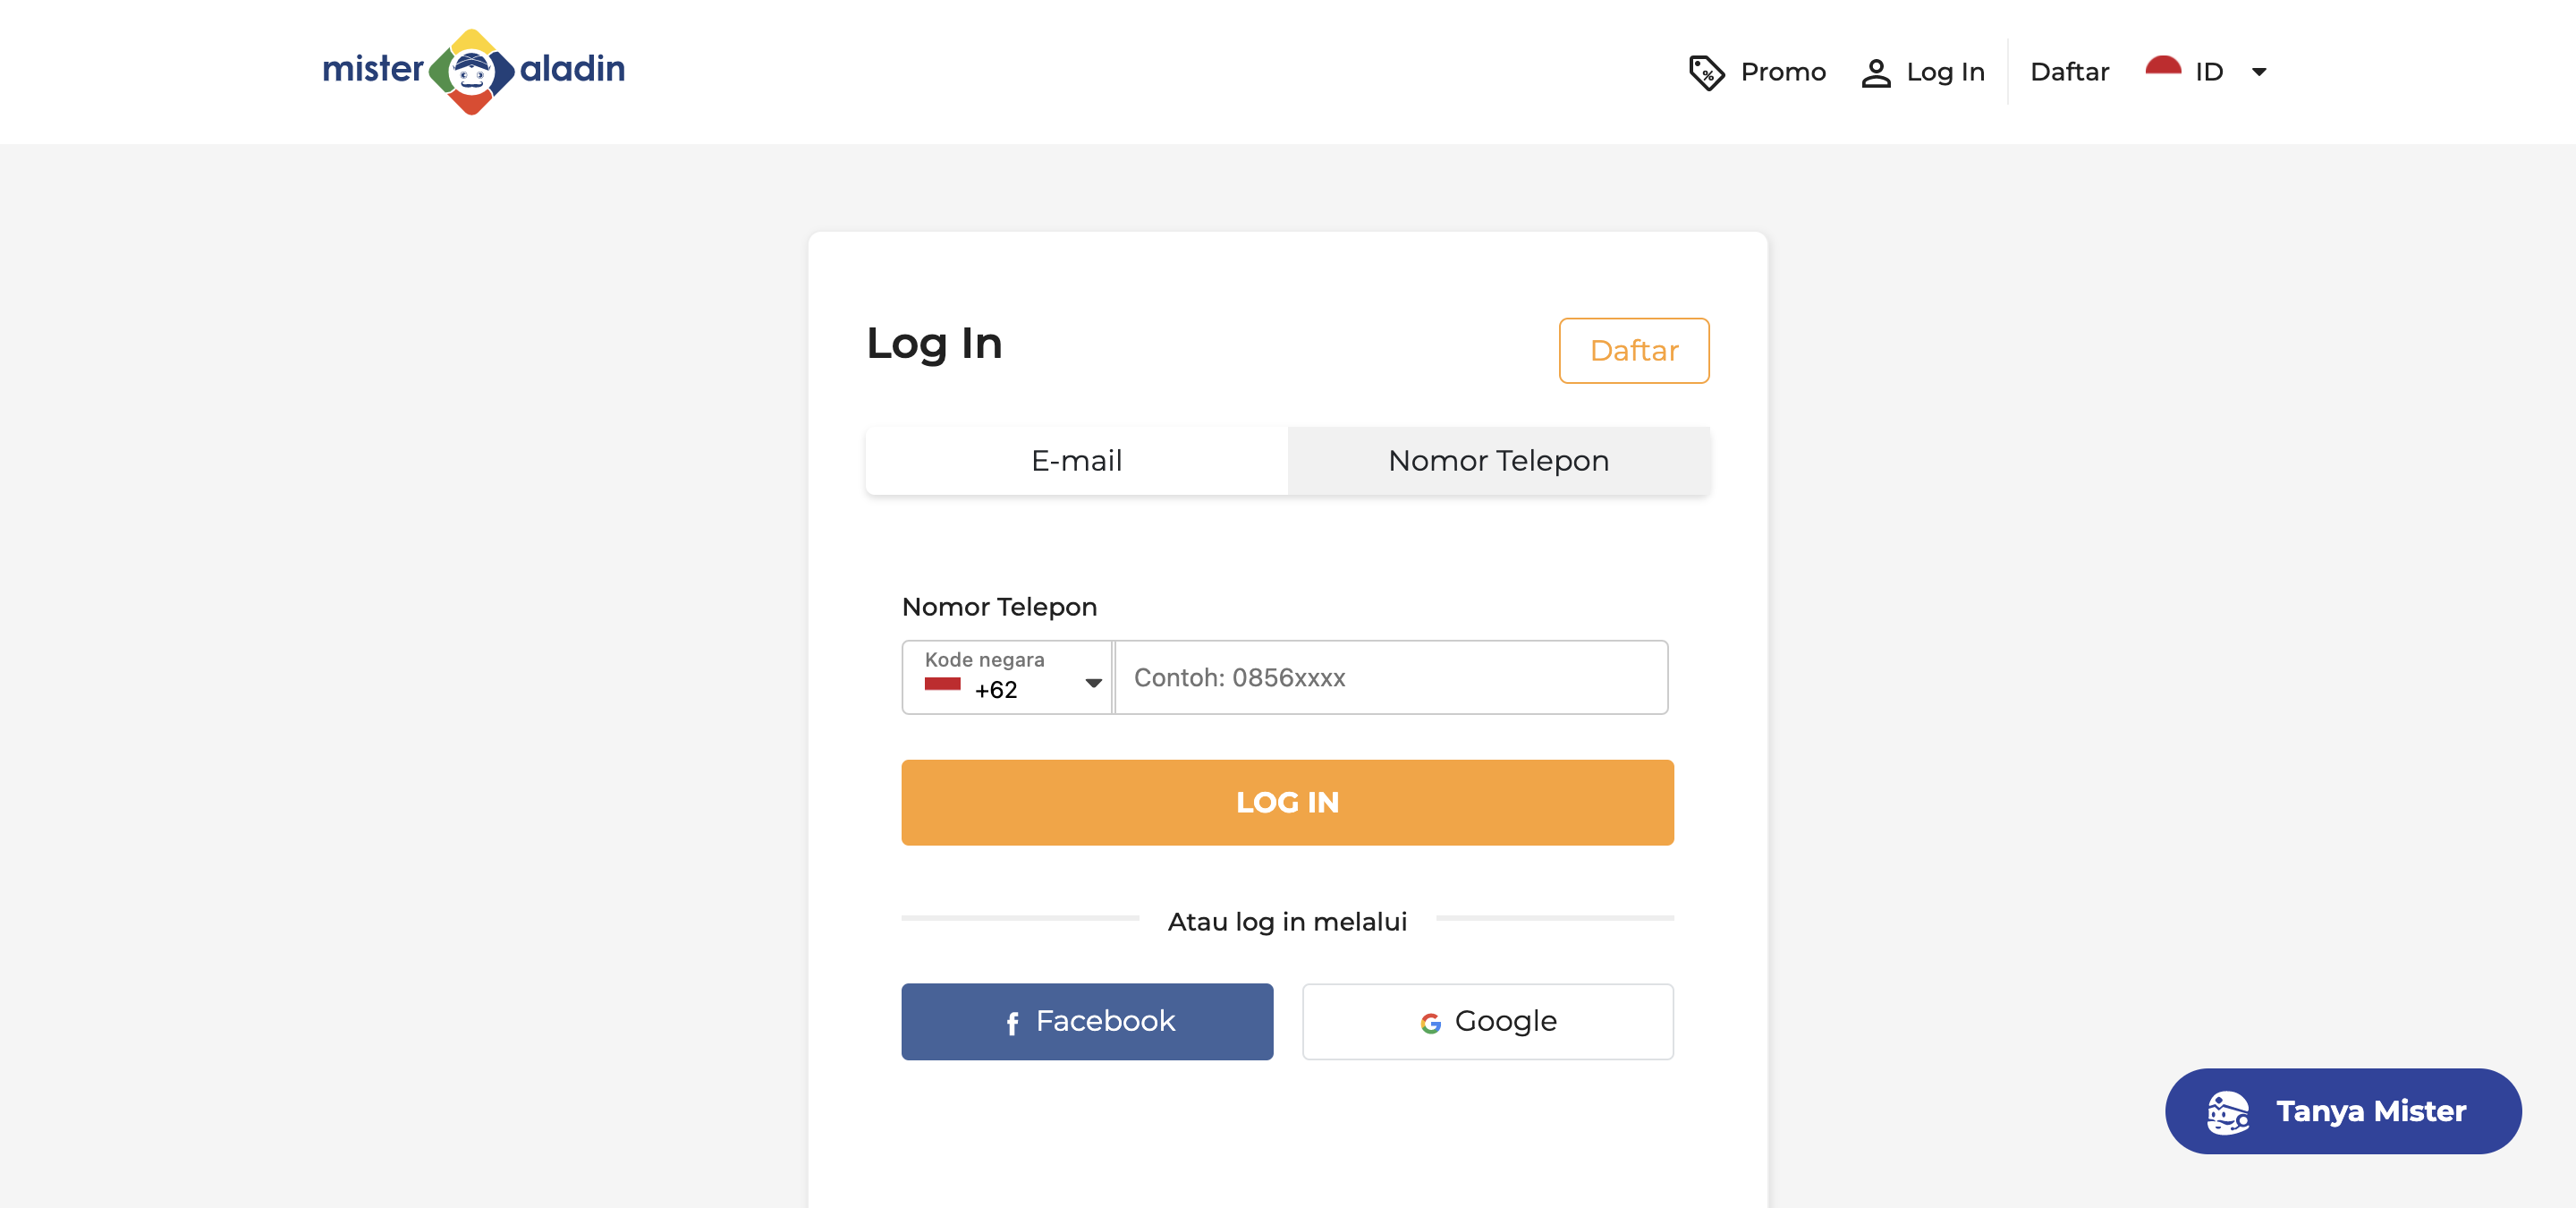 mister aladin
Promo
Log In
Daftar
ID
Log In
Daftar
E-mail
Nomor Telepon
Nomor Telepon
Kode negara
+62
Contoh: 0856xxxx
LOG IN
Atau log in melalui
Facebook
Google
Tanya Mister